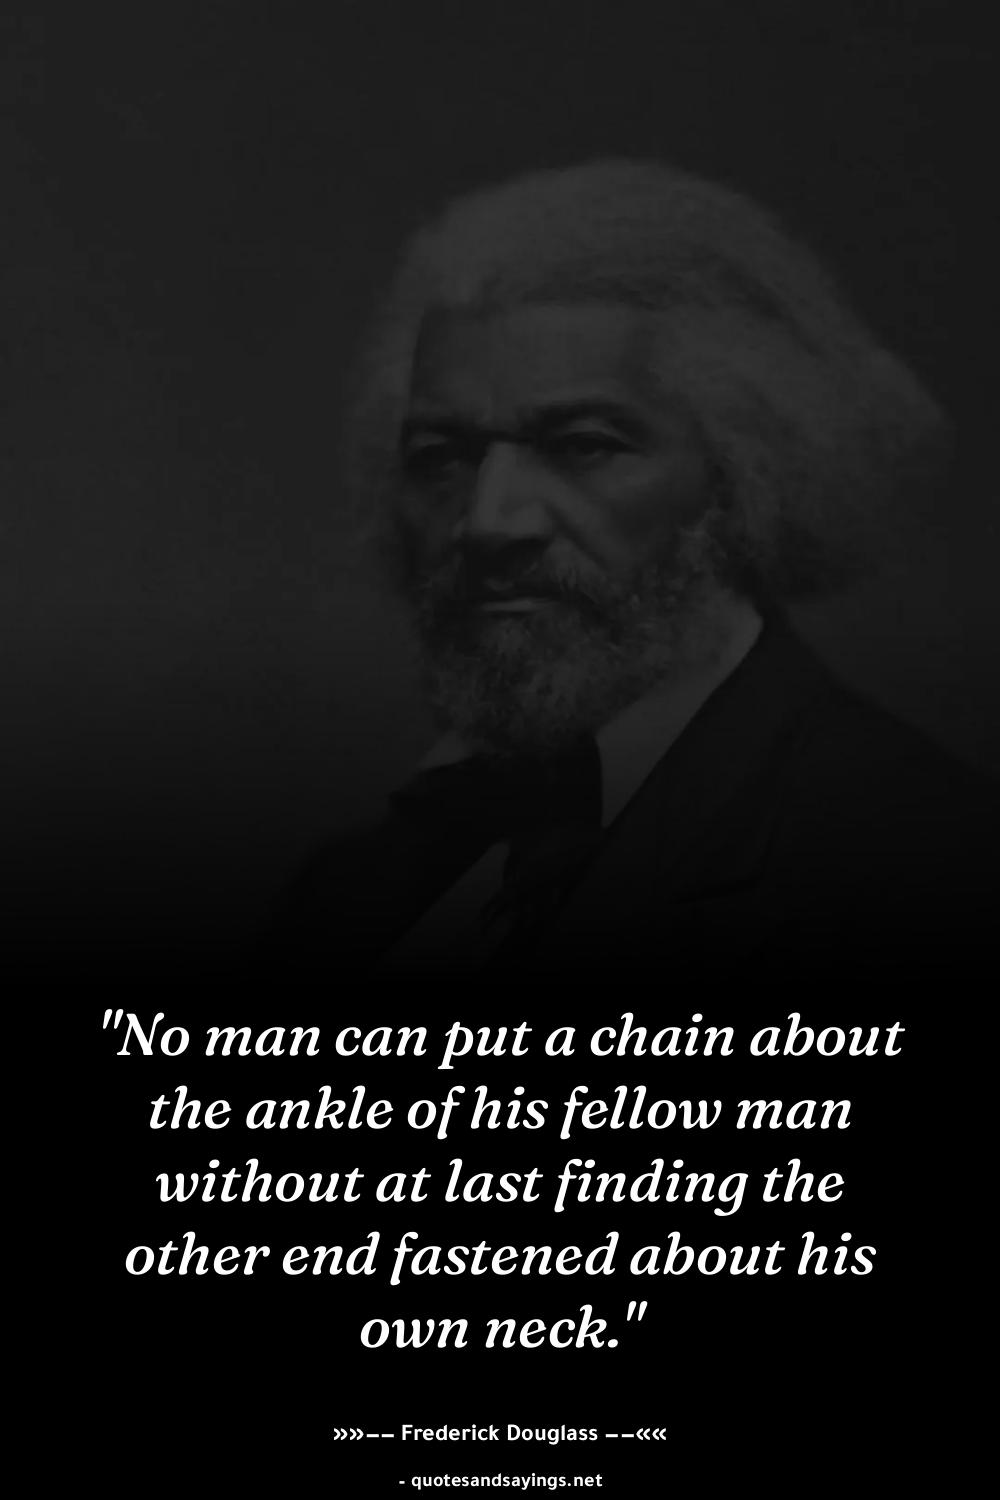 "No man can put a chain about
the ankle of his fellow man
without at last finding the
other end fastened about his
own neck."
»»−− Frederick Douglass −−««
- quotesandsayings.net